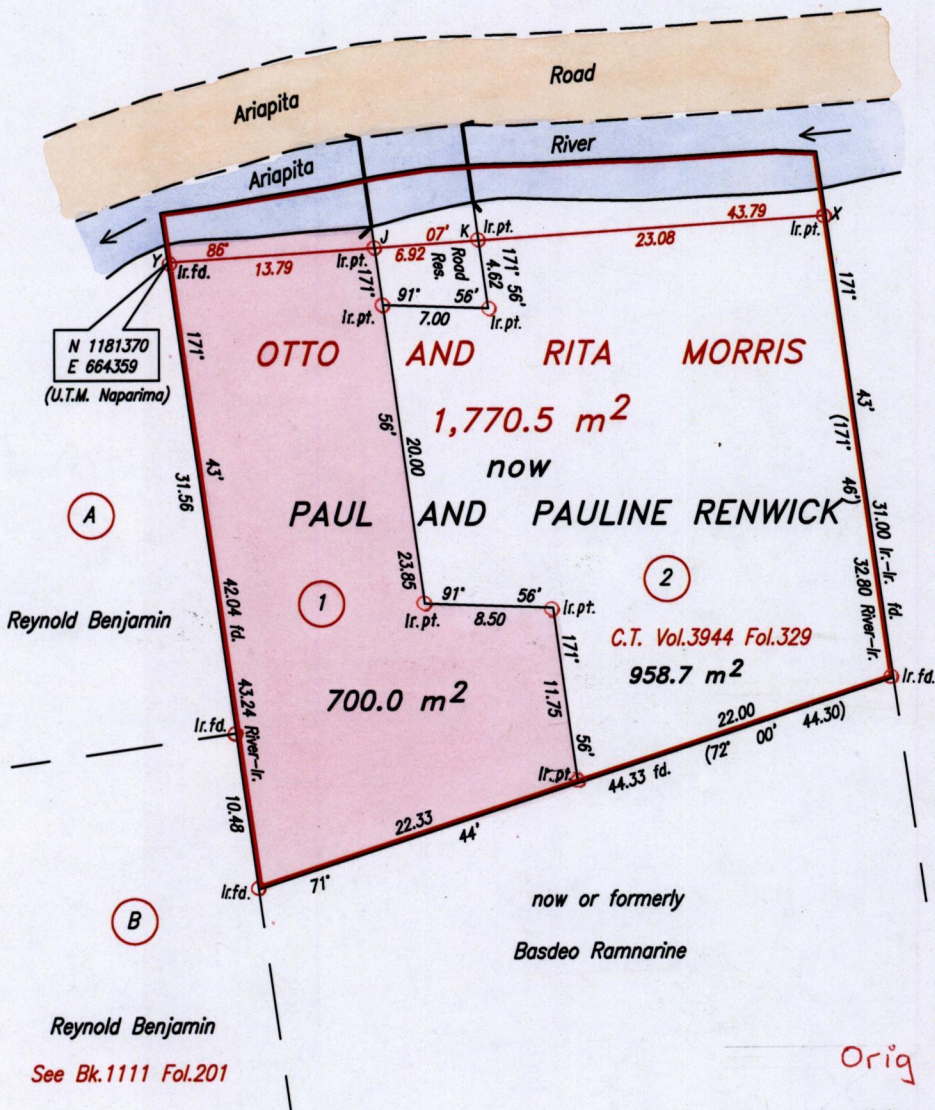 Road
Ariapita
River
Ariapita
43.79
X
Ir.pt.
23.08
07'
K
Ir.pt.
J
6.92
Ir.pt.
86°
13.79
Y
Ir.fd.
Road
Res.
171° 56'
4.62
171°
Ir.pt.
91° 56'
7.00
Ir.pt.
171°
171°
N 1181370
E 664359
(U.T.M. Naparima)
OTTO AND RITA MORRIS
1,770.5 m²
now
PAUL AND PAULINE RENWICK
56'
20.00
23.85
43'
31.56
43'
(171° 46')
31.00 Ir.-Ir. fd.
32.80 River-Ir.
A
Reynold Benjamin
1
2
91° 56'
8.50
Ir.pt.
Ir.pt.
C.T. Vol.3944 Fol.329
958.7 m²
42.04 fd.
43.24 River-Ir.
700.0 m²
171°
11.75
56'
Ir.fd.
Ir.fd.
22.00
(72° 00' 44.30)
44.33 fd.
Ir.pt.
10.48
22.33
44'
71°
Ir.fd.
now or formerly
Basdeo Ramnarine
B
Reynold Benjamin
See Bk.1111 Fol.201
Orig